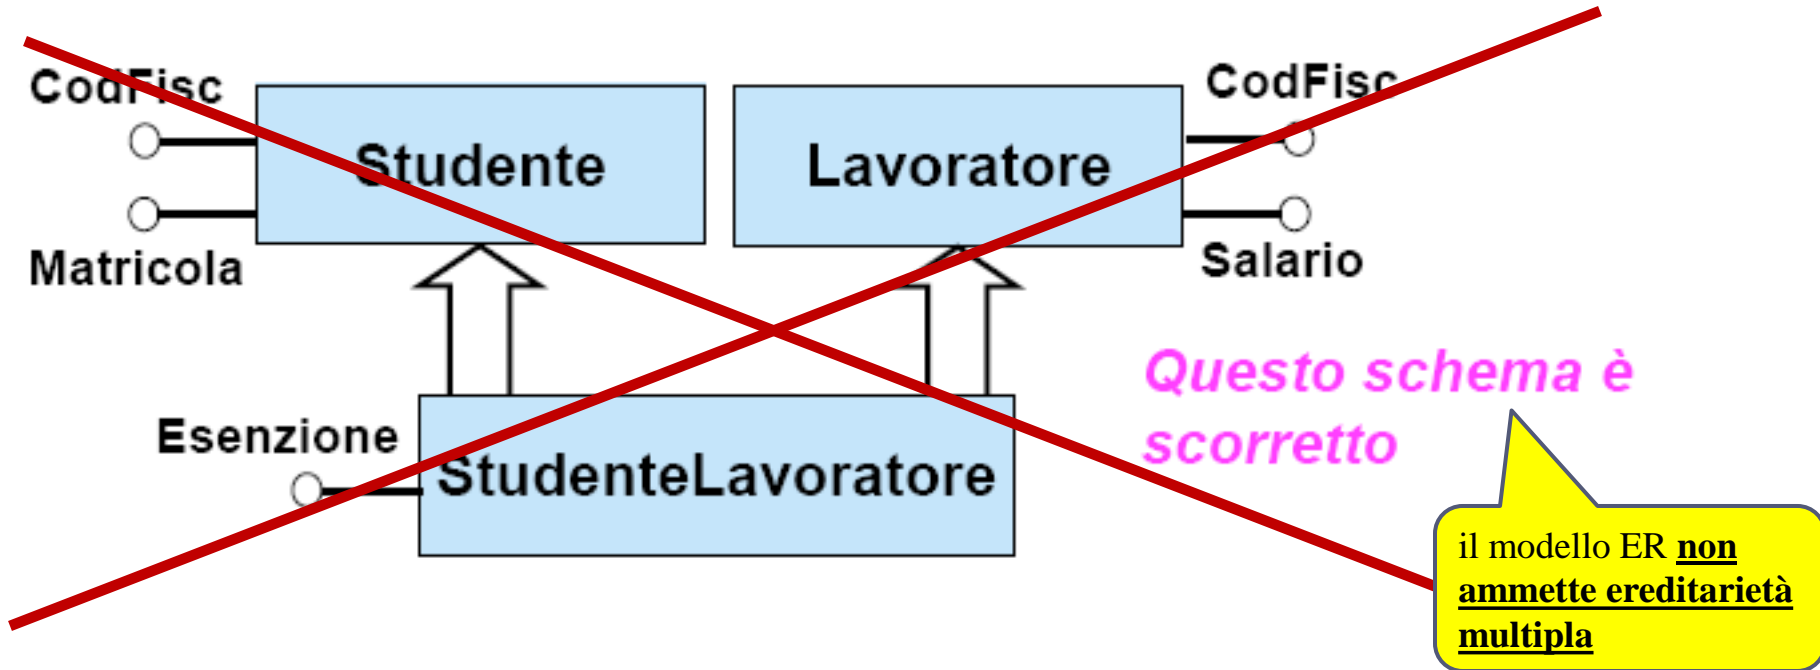 CodFisc
CodFisc
Studente
Lavoratore
Matricola
Salario
Questo schema è
scorretto
Esenzione
StudenteLavoratore
il modello ER non
ammette ereditarietà
multipla